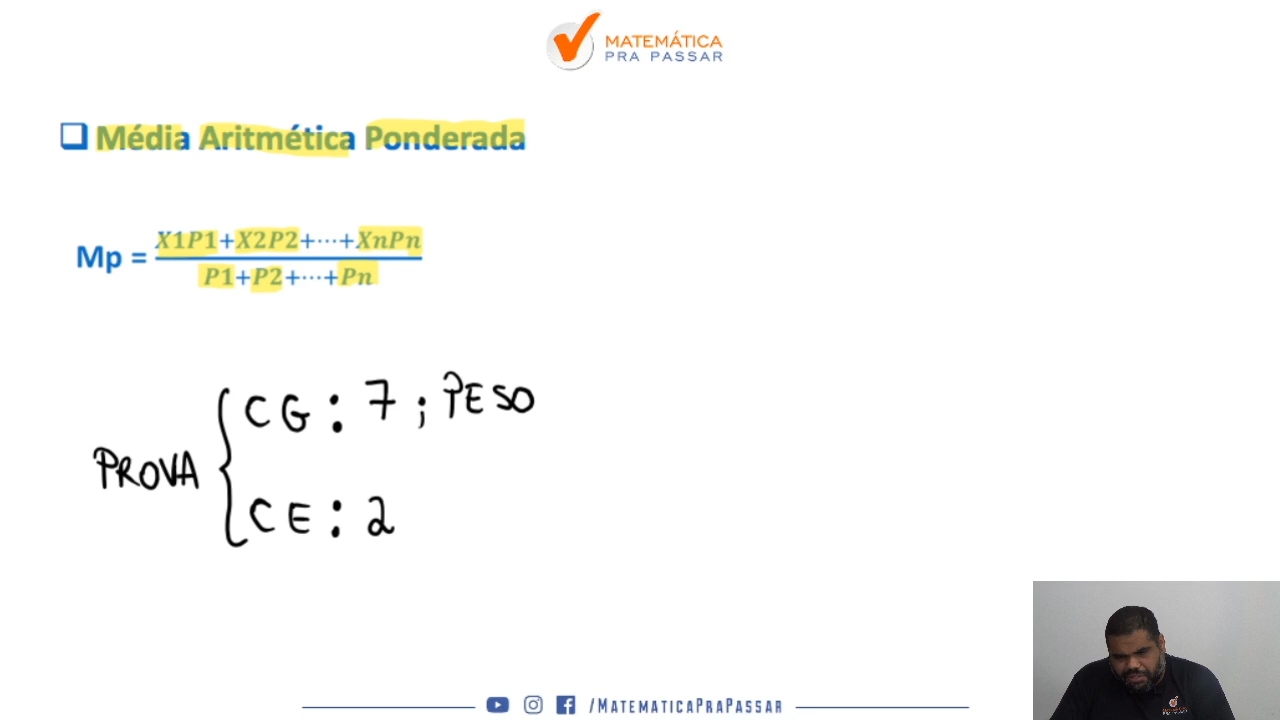 MATEMÁTICA
PRA PASSAR
Média Aritmética Ponderada
Mp = X1P1+X2P2+⋯+XnPn
P1+P2+⋯+Pn
CG : 7 ; PESO
PROVA
CE : 2
/MATEMATICAPRAPASSAR